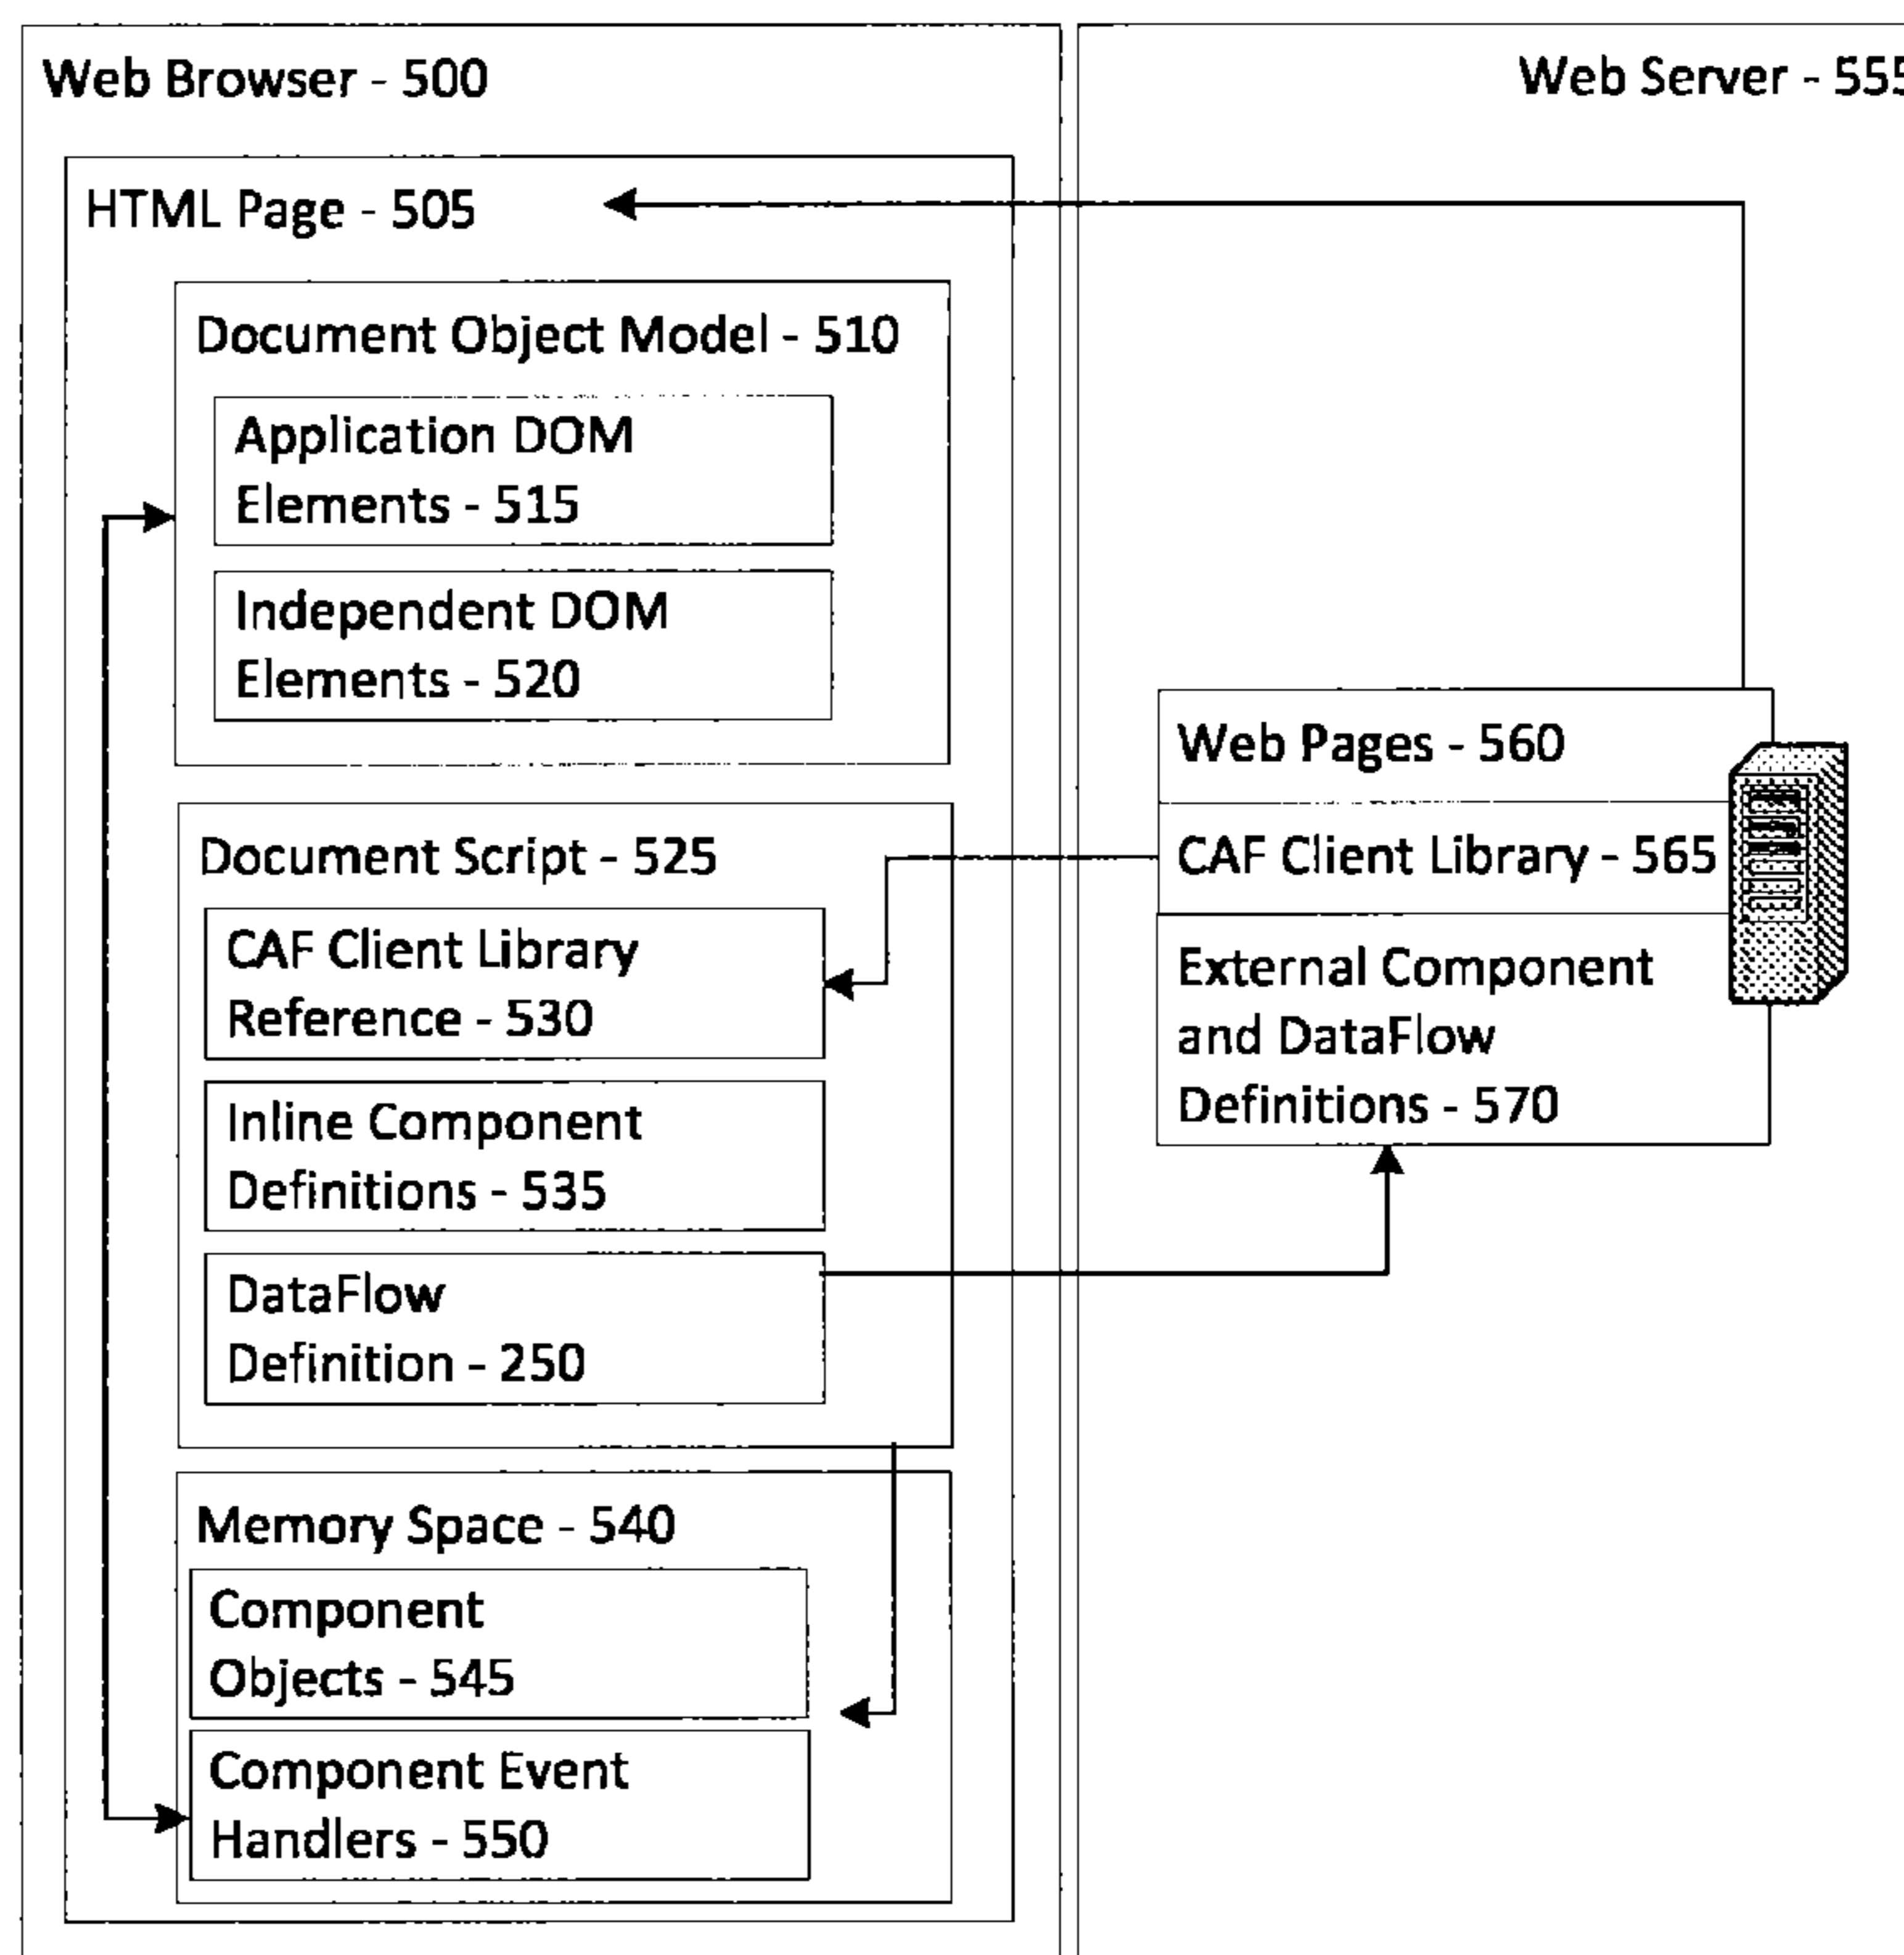 Web Browser - 500
HTML Page - 505
Document Object Model - 510
Application DOM
Elements - 515
Independent DOM
Elements - 520
Document Script - 525
CAF Client Library
Reference - 530
Inline Component
Definitions - 535
DataFlow
Definition - 250
Memory Space - 540
Component
Objects - 545
Component Event
Handlers - 550
Web Server - 555
Web Pages - 560
CAF Client Library - 565
External Component
and DataFlow
Definitions - 570